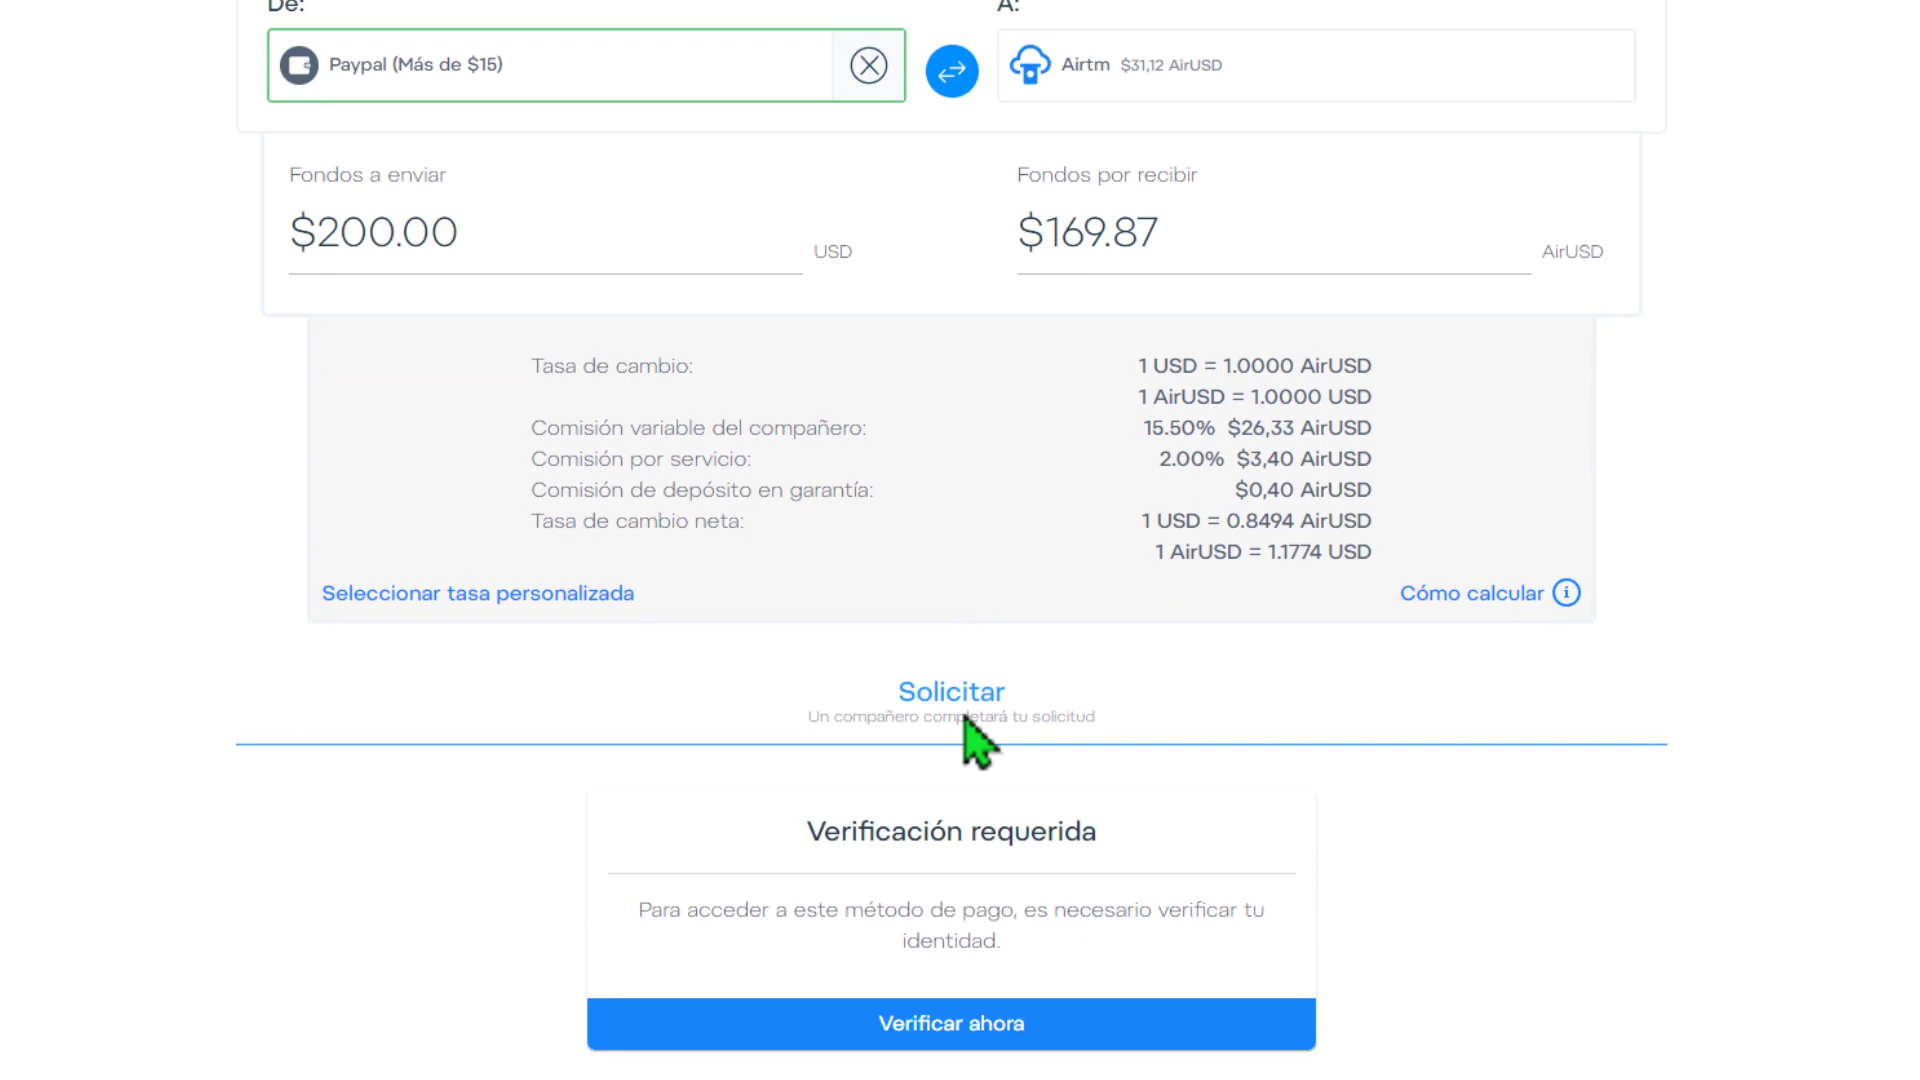 De:
A:
Paypal (Más de $15)
Airtm $31,12 AirUSD
Fondos a enviar
Fondos por recibir
$200.00 USD
$169.87 AirUSD
Tasa de cambio: 1 USD = 1.0000 AirUSD
1 AirUSD = 1.0000 USD
Comisión variable del compañero: 15.50% $26,33 AirUSD
Comisión por servicio: 2.00% $3,40 AirUSD
Comisión de depósito en garantía: $0,40 AirUSD
Tasa de cambio neta: 1 USD = 0.8494 AirUSD
1 AirUSD = 1.1774 USD
Seleccionar tasa personalizada
Cómo calcular
Solicitar
Un compañero completará tu solicitud
Verificación requerida
Para acceder a este método de pago, es necesario verificar tu
identidad.
Verificar ahora